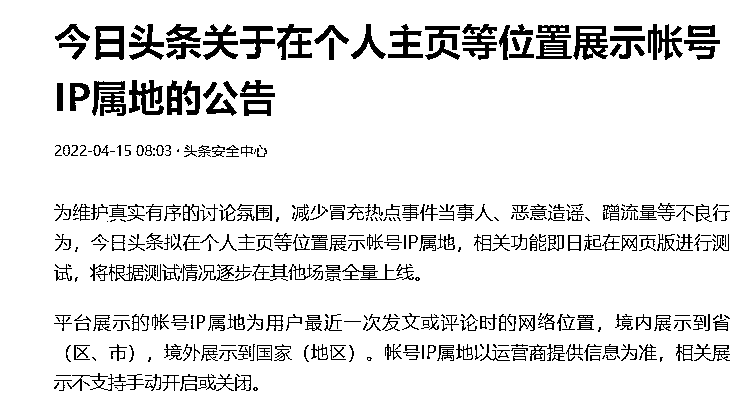 今日头条关于在个人主页等位置展示帐号
IP属地的公告
2022-04-15 08:03 · 头条安全中心
为维护真实有序的讨论氛围，减少冒充热点事件当事人、恶意造谣、蹭流量等不良行
为，今日头条拟在个人主页等位置展示帐号IP属地，相关功能即日起在网页版进行测
试，将根据测试情况逐步在其他场景全量上线。
平台展示的帐号IP属地为用户最近一次发文或评论时的网络位置，境内展示到省
（区、市），境外展示到国家（地区）。帐号IP属地以运营商提供信息为准，相关展
示不支持手动开启或关闭。